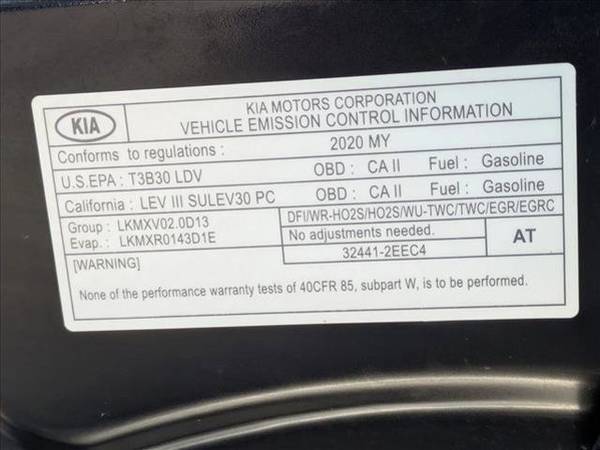 KIA
KIA MOTORS CORPORATION
VEHICLE EMISSION CONTROL INFORMATION
Conforms to regulations : 2020 MY
U.S.EPA : T3B30 LDV OBD : CA II Fuel : Gasoline
California : LEV III SULEV30 PC OBD : CA II Fuel : Gasoline
Group : LKMXV02.0D13
Evap. : LKMXR0143D1E
DFI/WR-HO2S/HO2S/WU-TWC/TWC/EGR/EGRC
No adjustments needed.
32441-2EEC4
AT
[WARNING]
None of the performance warranty tests of 40CFR 85, subpart W, is to be performed.